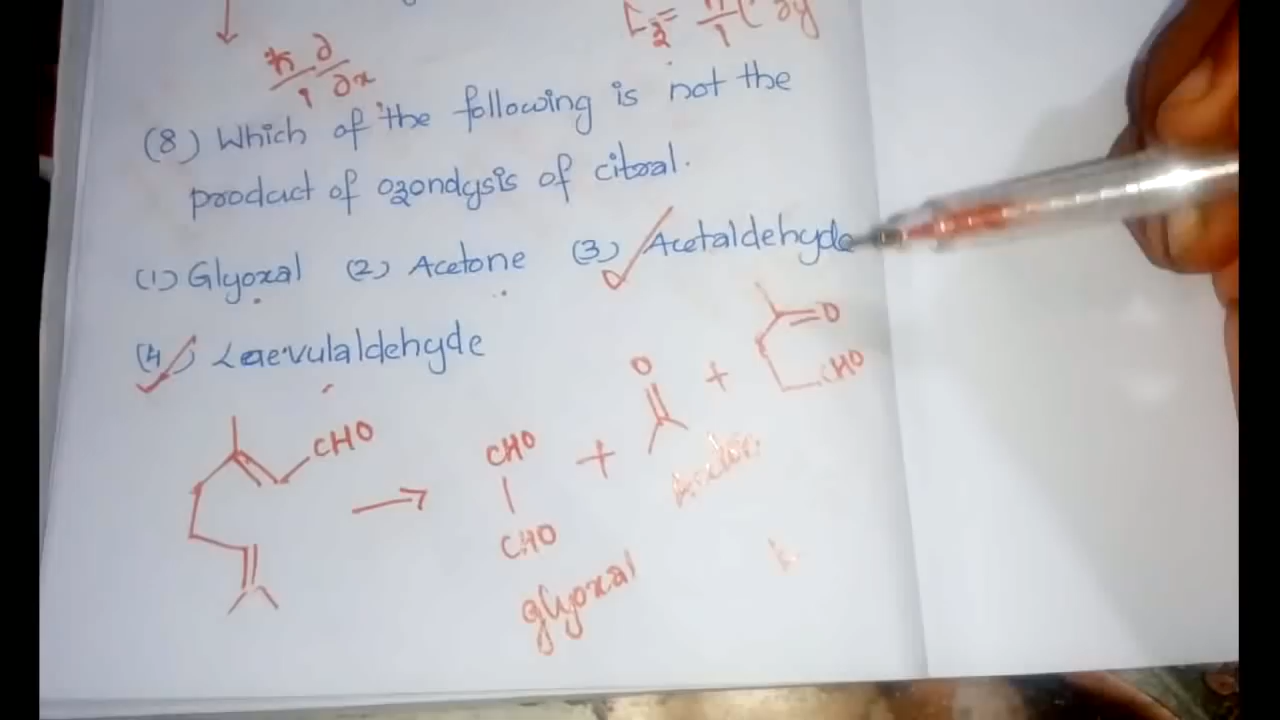 ħ/i ∂/∂x
(8) Which of the following is not the
product of ozondysis of citral.
(1) Glyoxal (2) Acetone (3) Acetaldehyde
(4) Laevulaldehyde
CHO
CHO
CHO
glyoxal
O
O
CHO